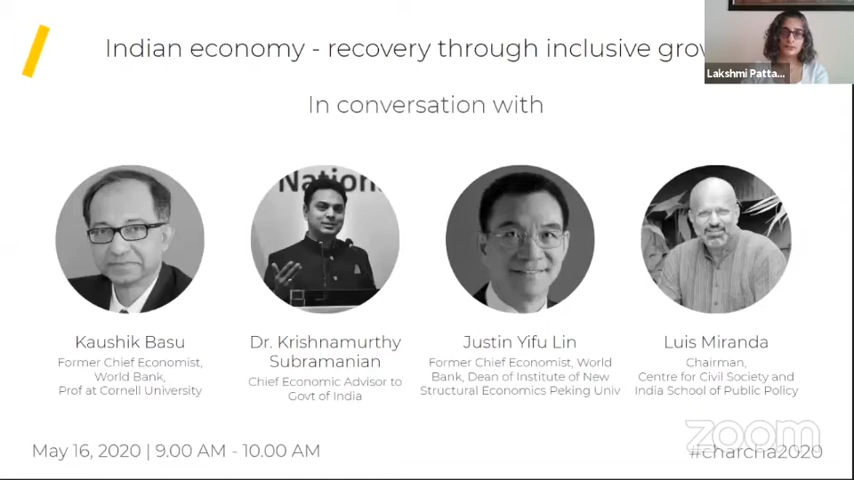 Indian economy - recovery through inclusive
Lakshmi Patta...
In conversation with
Nation
Kaushik Basu
Former Chief Economist,
World Bank,
Prof at Cornell University
Dr. Krishnamurthy
Subramanian
Chief Economic Advisor to
Govt of India
Justin Yifu Lin
Former Chief Economist, World
Bank, Dean of Institute of New
Structural Economics Peking Univ
Luis Miranda
Chairman,
Centre for Civil Society and
India School of Public Policy
May 16, 2020 | 9.00 AM - 10.00 AM
zoom
#charcha2020